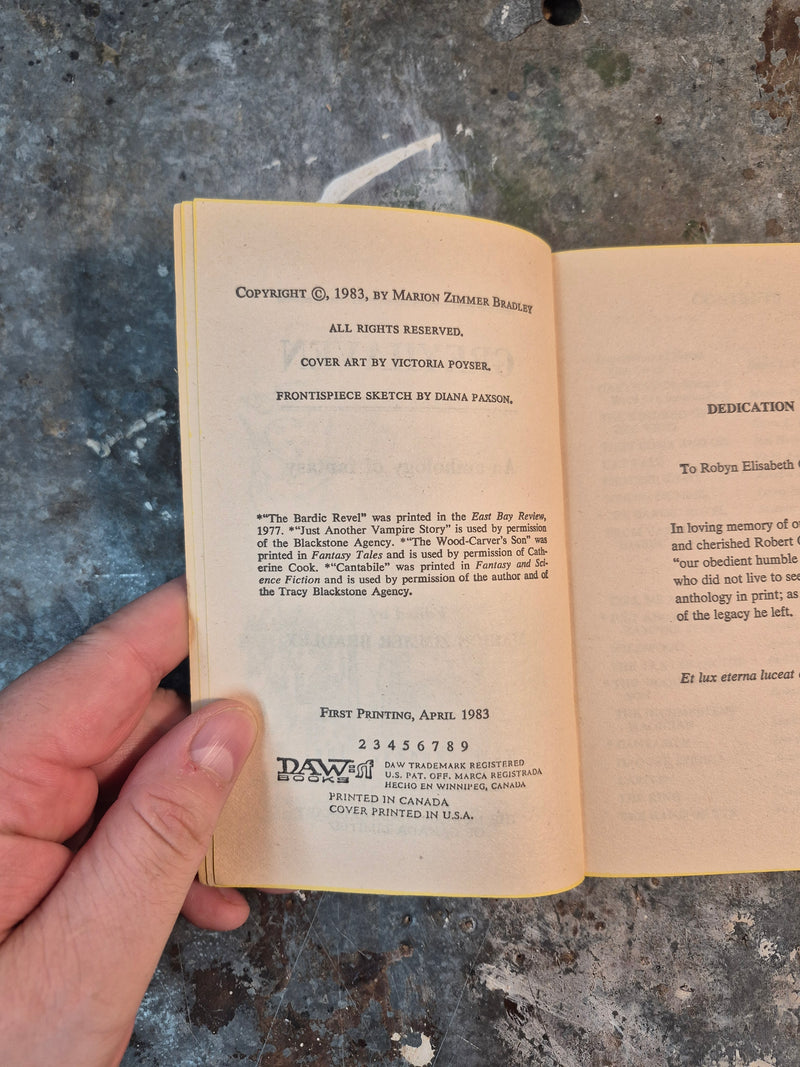 COPYRIGHT ©, 1983, BY MARION ZIMMER BRADLEY
ALL RIGHTS RESERVED.
COVER ART BY VICTORIA POYSER.
FRONTISPIECE SKETCH BY DIANA PAXSON.
*“The Bardic Revel” was printed in the East Bay Review,
1977. *“Just Another Vampire Story” is used by permission
of the Blackstone Agency. *“The Wood-Carver’s Son” was
printed in Fantasy Tales and is used by permission of Cath-
erine Cook. *“Cantabile” was printed in Fantasy and Sci-
ence Fiction and is used by permission of the author and of
the Tracy Blackstone Agency.
FIRST PRINTING, APRIL 1983
2 3 4 5 6 7 8 9
DAW sf
BOOKS
DAW TRADEMARK REGISTERED
U.S. PAT. OFF. MARCA REGISTRADA
HECHO EN WINNIPEG, CANADA
PRINTED IN CANADA
COVER PRINTED IN U.S.A.
DEDICATION
To Robyn Elisabeth
In loving memory of
and cherished Robert
“our obedient humble
who did not live to see
anthology in print; as
of the legacy he left.
Et lux eterna luceat